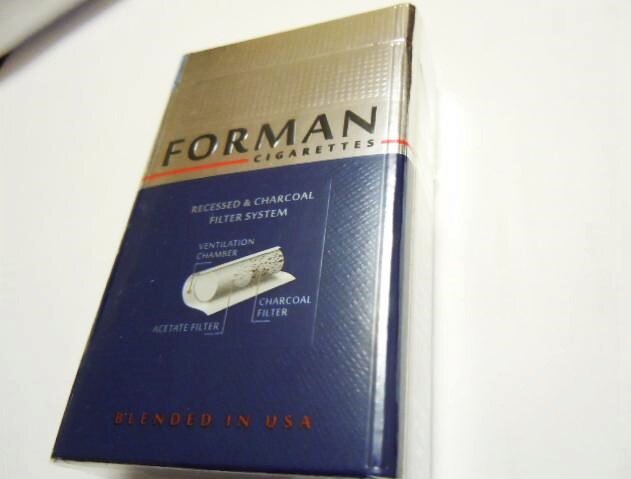 FORMAN
CIGARETTES
RECESSED & CHARCOAL
FILTER SYSTEM
VENTILATION
CHAMBER
CHARCOAL
FILTER
ACETATE FILTER
BLENDED IN USA